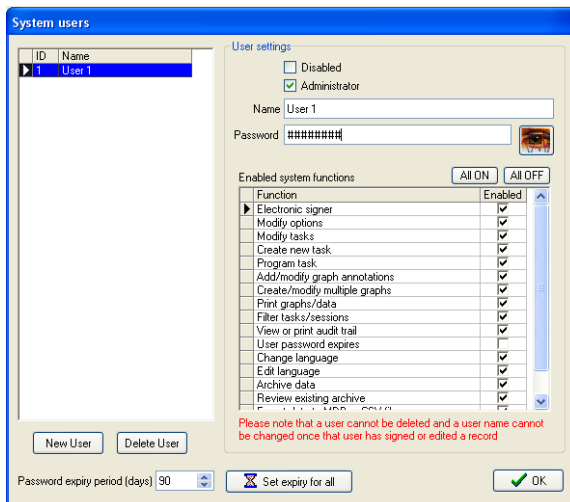 System users
ID Name
1 User 1
User settings
Disabled
Administrator
Name User 1
Password ########
Enabled system functions All ON All OFF
Function Enabled
Electronic signer
Modify options
Modify tasks
Create new task
Program task
Add/modify graph annotations
Create/modify multiple graphs
Print graphs/data
Filter tasks/sessions
View or print audit trail
User password expires
Change language
Edit language
Archive data
Review existing archive
Please note that a user cannot be deleted and a user name cannot
be changed once that user has signed or edited a record
New User Delete User
Password expiry period (days) 90 Set expiry for all OK